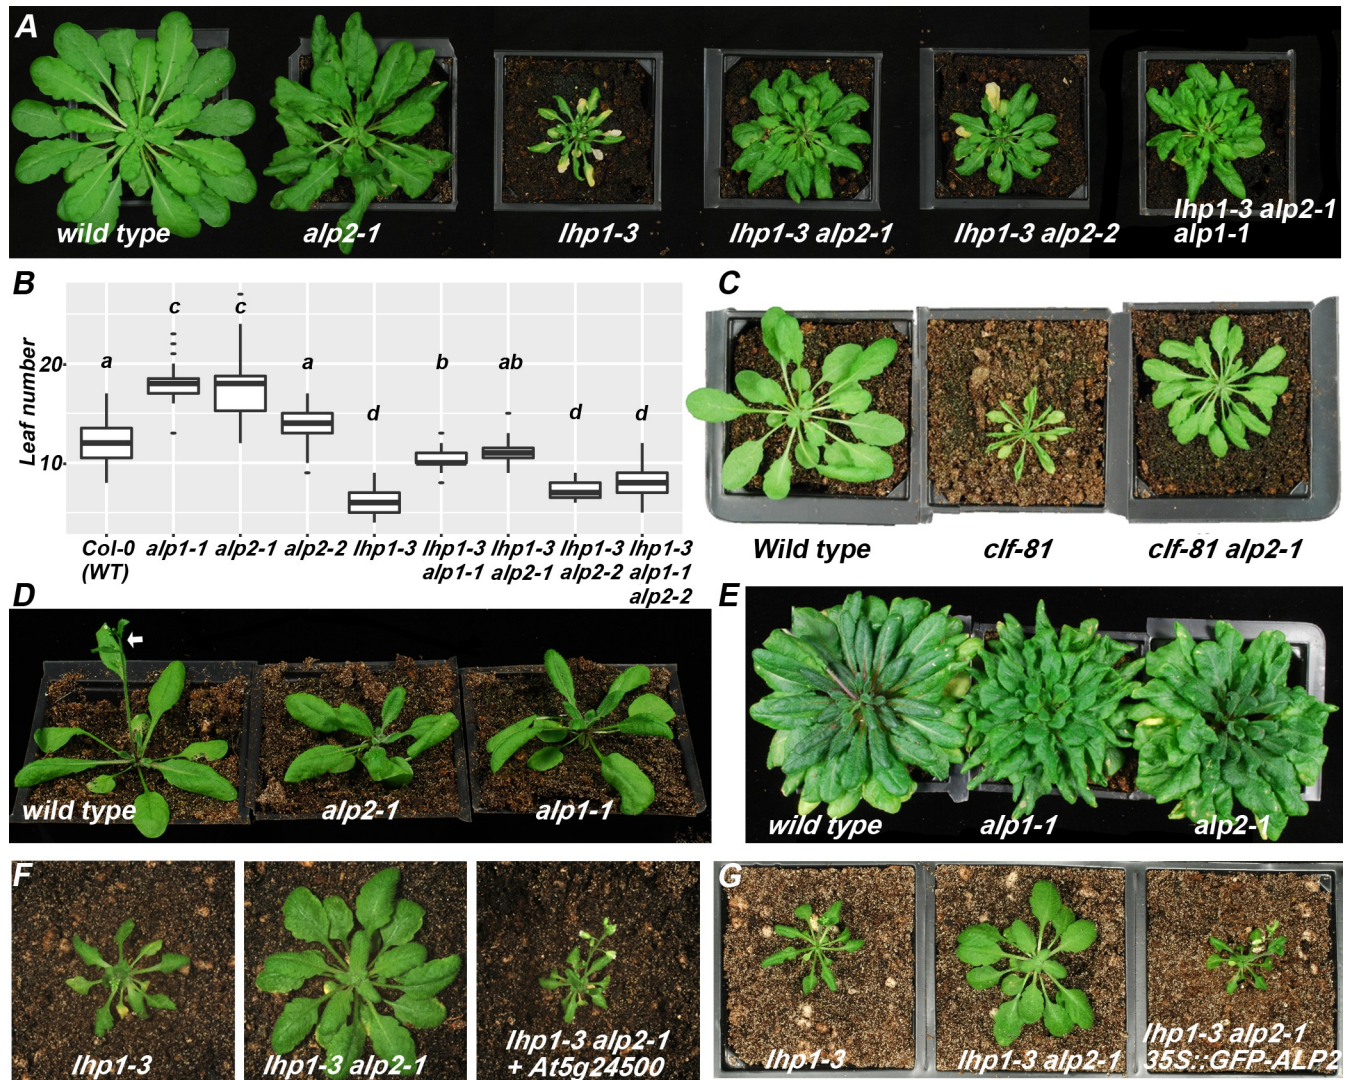 A
wild type
alp2-1
lhp1-3
lhp1-3 alp2-1
lhp1-3 alp2-2
lhp1-3 alp2-1
alp1-1
B
Leaf number
20
10
a
c
c
a
d
b
ab
d
d
Col-0
(WT)
alp1-1
alp2-1
alp2-2
lhp1-3
lhp1-3
alp1-1
lhp1-3
alp2-1
lhp1-3
alp2-2
lhp1-3
alp1-1
alp2-2
C
Wild type
clf-81
clf-81 alp2-1
D
wild type
alp2-1
alp1-1
E
wild type
alp1-1
alp2-1
F
lhp1-3
lhp1-3 alp2-1
lhp1-3 alp2-1
+ At5g24500
G
lhp1-3
lhp1-3 alp2-1
lhp1-3 alp2-1
35S::GFP-ALP2